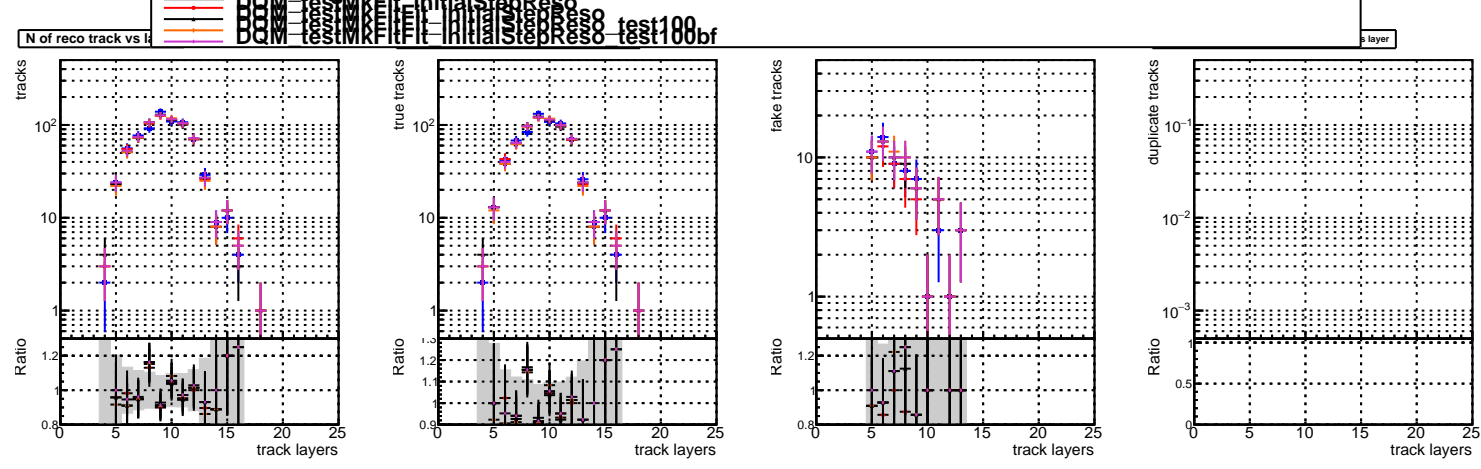 DQM_testMkFitFit_initialStepReso
DQM_testMkFitFit_initialStepReso_test100
DQM_testMkFitFit_initialStepReso_test100bf
N of reco track vs la
s layer
tracks
10²
10
1
Ratio
1.2
1
0.8
0 5 10 15 20 25
track layers
true tracks
10²
10
1
Ratio
1.3
1.2
1.1
1
0.9
0 5 10 15 20 25
track layers
fake tracks
10
1
Ratio
1.2
1
0.8
0 5 10 15 20 25
track layers
duplicate tracks
10⁻¹
10⁻²
10⁻³
Ratio
1
0.5
0
0 5 10 15 20 25
track layers